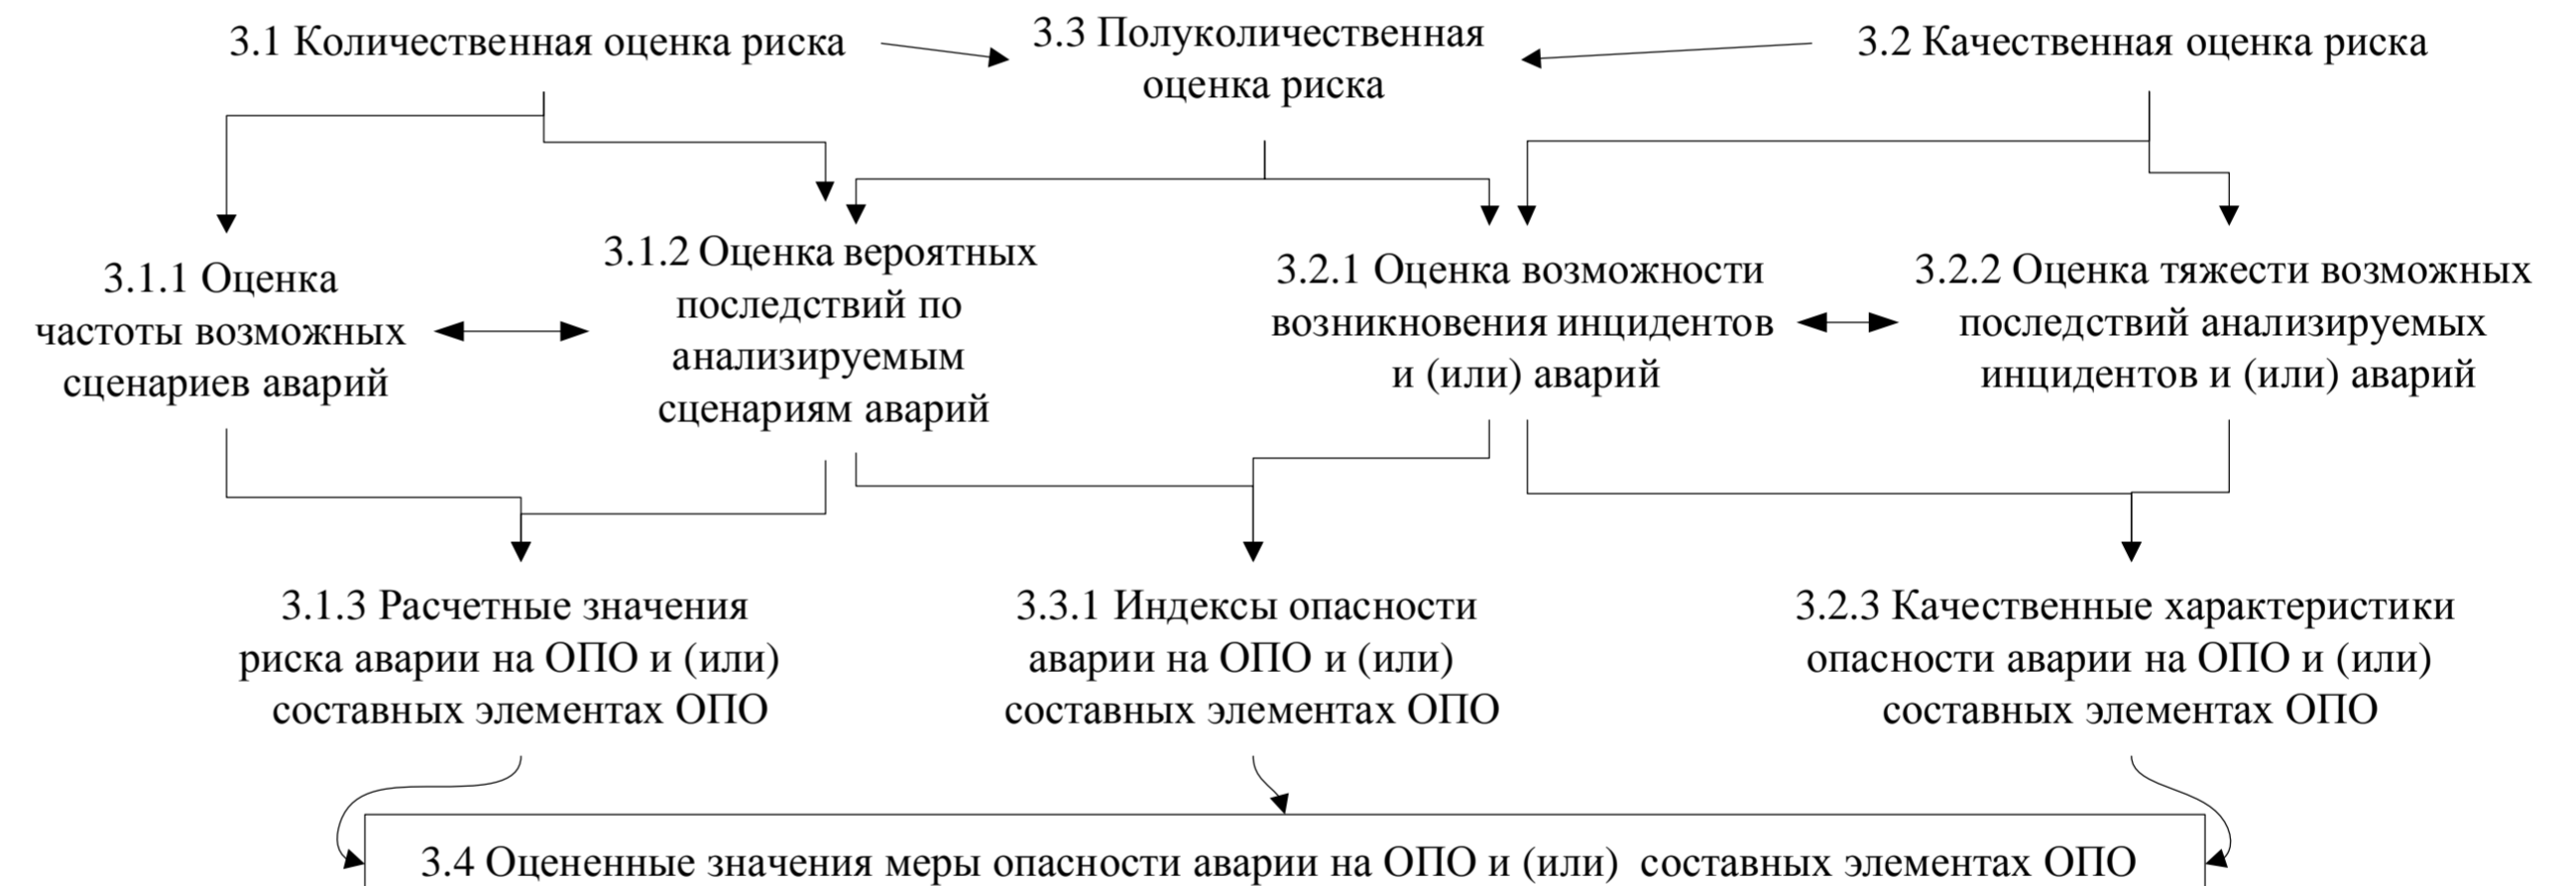 3.1 Количественная оценка риска
3.3 Полуколичественная
оценка риска
3.2 Качественная оценка риска
3.1.1 Оценка
частоты возможных
сценариев аварий
3.1.2 Оценка вероятных
последствий по
анализируемым
сценариям аварий
3.2.1 Оценка возможности
возникновения инцидентов
и (или) аварий
3.2.2 Оценка тяжести возможных
последствий анализируемых
инцидентов и (или) аварий
3.1.3 Расчетные значения
риска аварии на ОПО и (или)
составных элементах ОПО
3.3.1 Индексы опасности
аварии на ОПО и (или)
составных элементах ОПО
3.2.3 Качественные характеристики
опасности аварии на ОПО и (или)
составных элементах ОПО
3.4 Оцененные значения меры опасности аварии на ОПО и (или) составных элементах ОПО